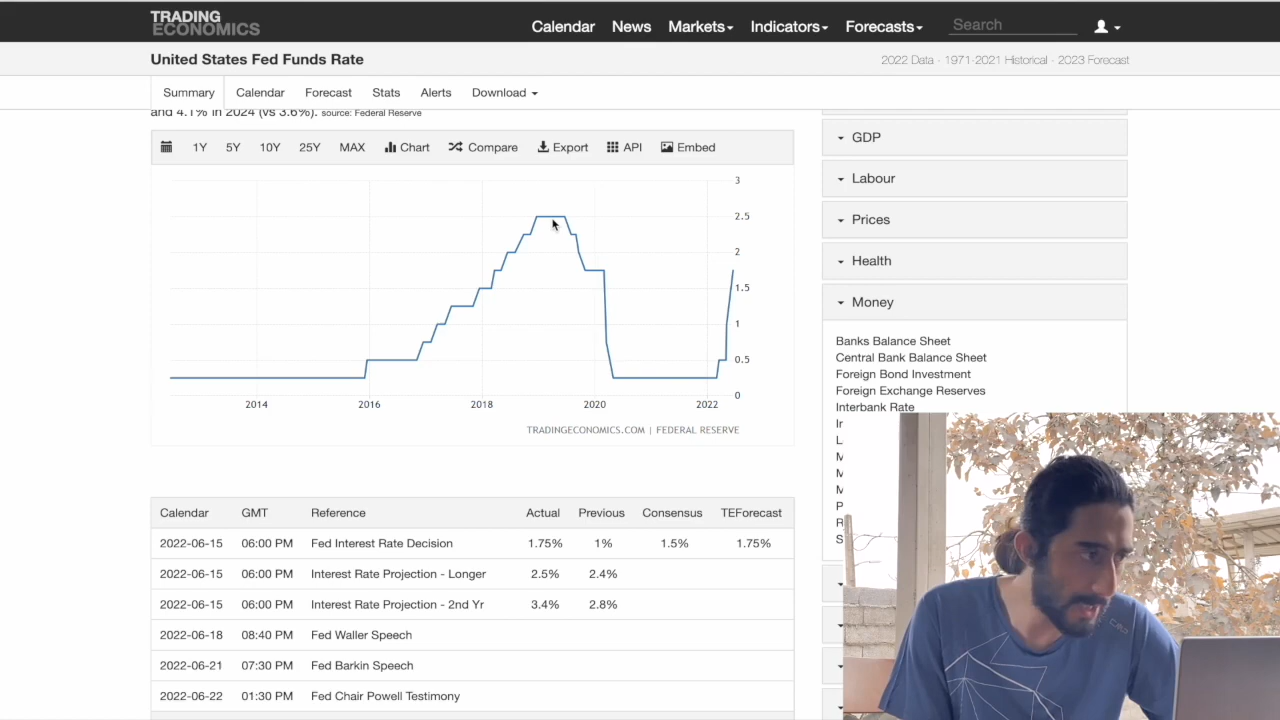 TRADING
ECONOMICS
Calendar News Markets Indicators Forecasts Search
United States Fed Funds Rate
2022 Data - 1971-2021 Historical - 2023 Forecast
Summary Calendar Forecast Stats Alerts Download
and 4.1% in 2024 (vs 3.6%). source: Federal Reserve
1Y 5Y 10Y 25Y MAX Chart Compare Export API Embed
3
2.5
2
1.5
1
0.5
0
2014 2016 2018 2020 2022
TRADINGECONOMICS.COM | FEDERAL RESERVE
Calendar GMT Reference Actual Previous Consensus TEForecast
2022-06-15 06:00 PM Fed Interest Rate Decision 1.75% 1% 1.5% 1.75%
2022-06-15 06:00 PM Interest Rate Projection - Longer 2.5% 2.4%
2022-06-15 06:00 PM Interest Rate Projection - 2nd Yr 3.4% 2.8%
2022-06-18 08:40 PM Fed Waller Speech
2022-06-21 07:30 PM Fed Barkin Speech
2022-06-22 01:30 PM Fed Chair Powell Testimony
GDP
Labour
Prices
Health
Money
Banks Balance Sheet
Central Bank Balance Sheet
Foreign Bond Investment
Foreign Exchange Reserves
Interbank Rate